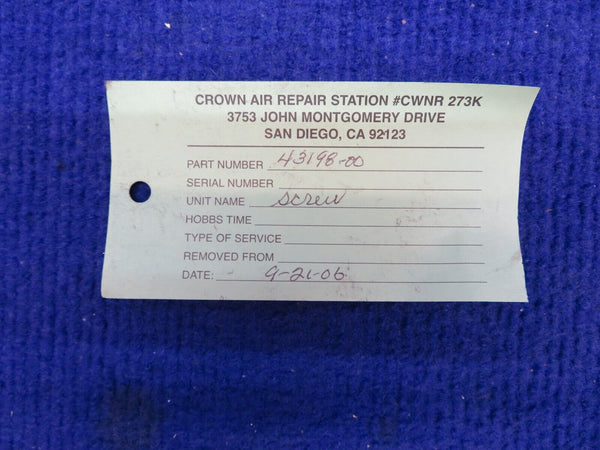 CROWN AIR REPAIR STATION #CWNR 273K
3753 JOHN MONTGOMERY DRIVE
SAN DIEGO, CA 92123
PART NUMBER 43198-00
SERIAL NUMBER
UNIT NAME screw
HOBBS TIME
TYPE OF SERVICE
REMOVED FROM
DATE: 9-21-06